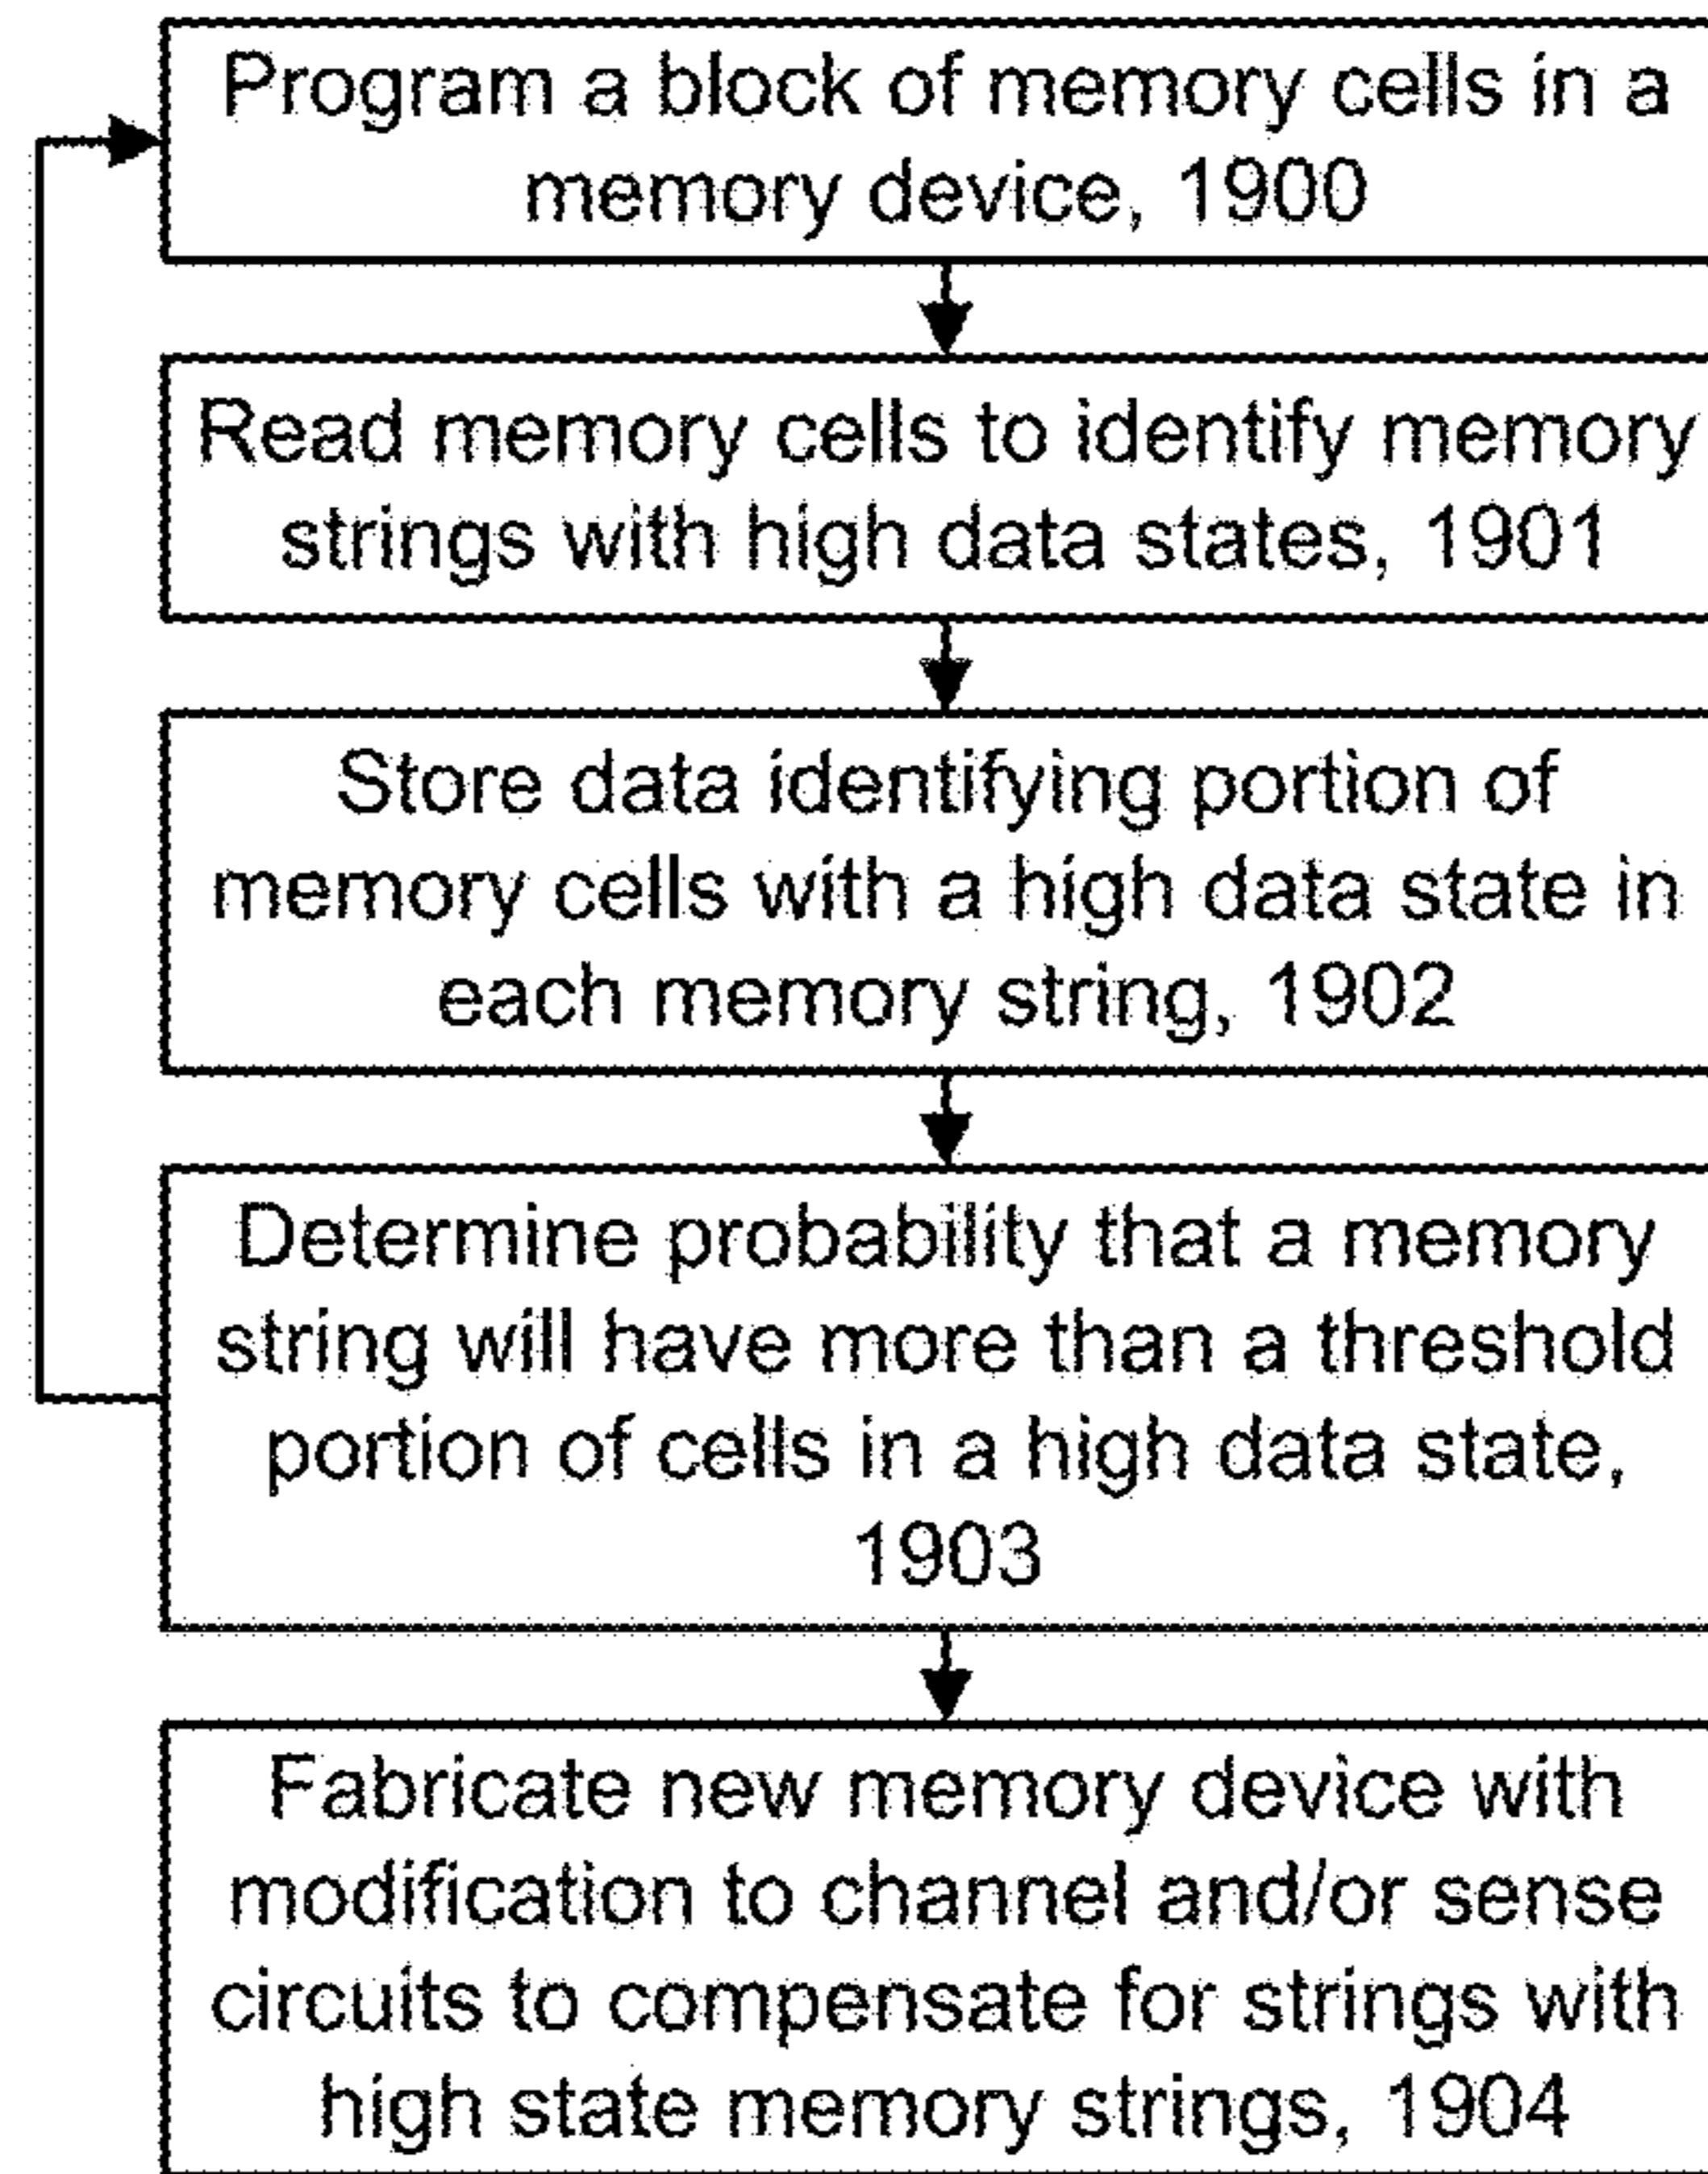 Program a block of memory cells in a
memory device, 1900
Read memory cells to identify memory
strings with high data states, 1901
Store data identifying portion of
memory cells with a high data state in
each memory string, 1902
Determine probability that a memory
string will have more than a threshold
portion of cells in a high data state,
1903
Fabricate new memory device with
modification to channel and/or sense
circuits to compensate for strings with
high state memory strings, 1904